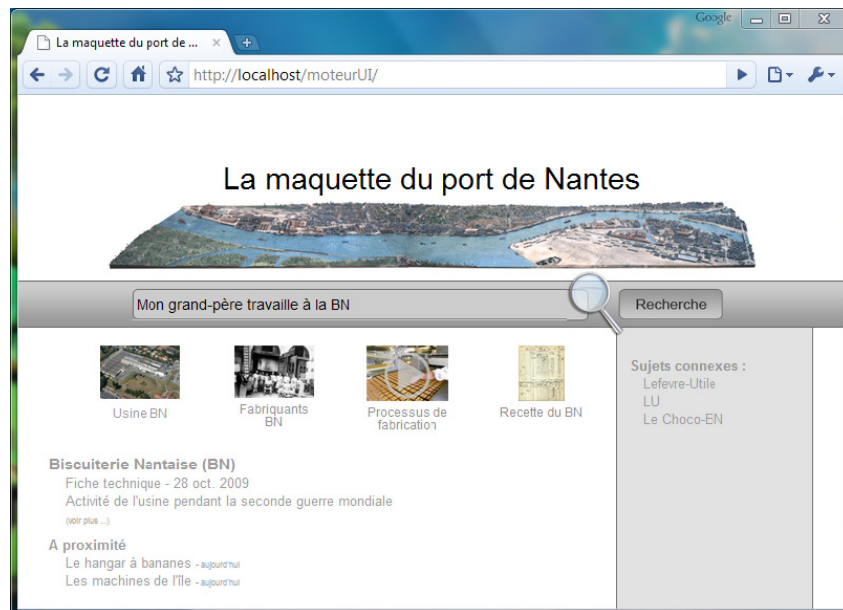 Google
La maquette du port de ...
http://localhost/moteurUI/
La maquette du port de Nantes
Mon grand-père travaille à la BN
Recherche
Usine BN
Fabriquants
BN
Processus de
fabrication
Recette du BN
Sujets connexes :
Lefevre-Utile
LU
Le Choco-BN
Biscuiterie Nantaise (BN)
Fiche technique - 28 oct. 2009
Activité de l'usine pendant la seconde guerre mondiale
(voir plus ...)
A proximité
Le hangar à bananes - aujourd'hui
Les machines de l'île - aujourd'hui